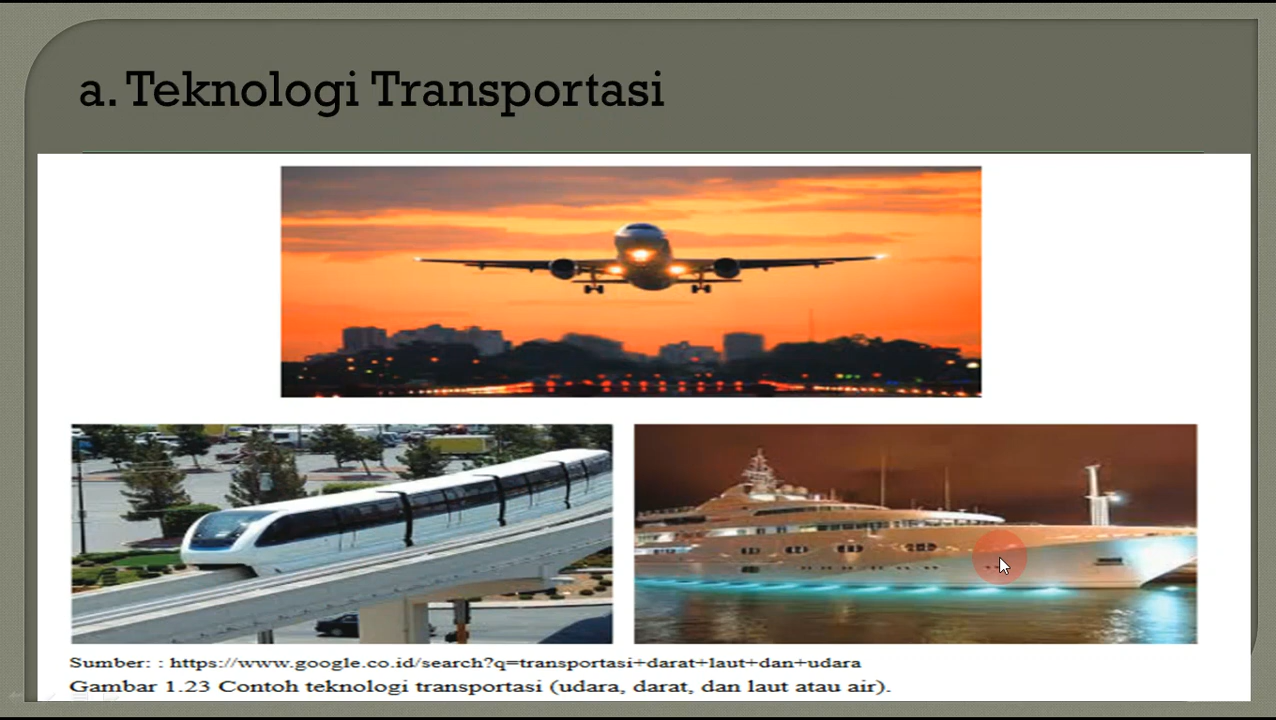 a. Teknologi Transportasi
Sumber: : https://www.google.co.id/search?q=transportasi+darat+laut+dan+udara
Gambar 1.23 Contoh teknologi transportasi (udara, darat, dan laut atau air).